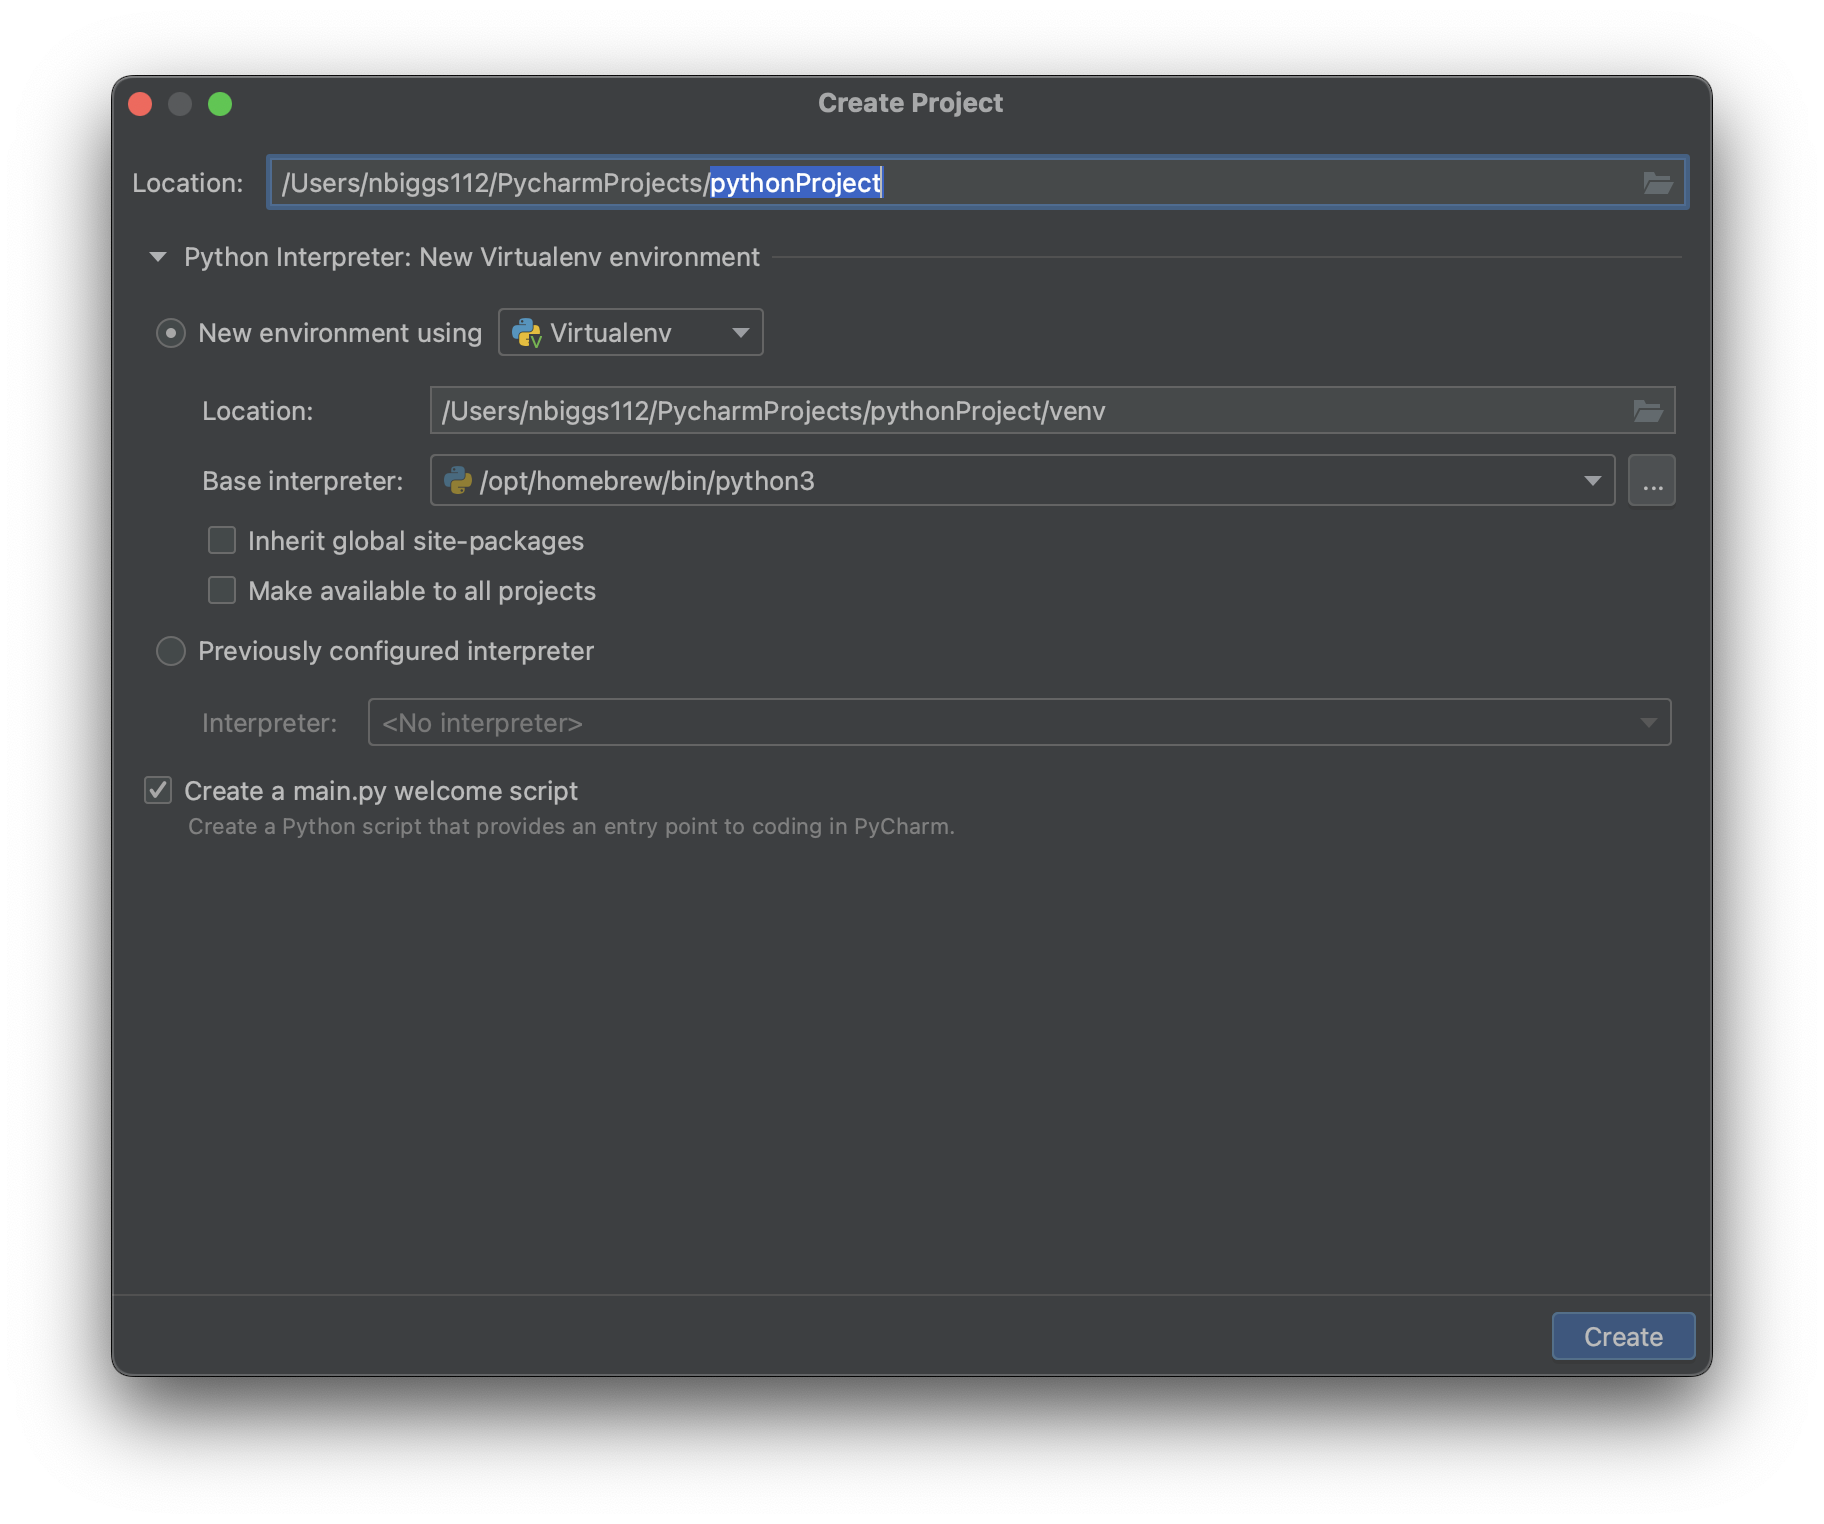 Create Project
Location: /Users/nbiggs112/PycharmProjects/pythonProject
Python Interpreter: New Virtualenv environment
New environment using Virtualenv
Location: /Users/nbiggs112/PycharmProjects/pythonProject/venv
Base interpreter: /opt/homebrew/bin/python3 ...
Inherit global site-packages
Make available to all projects
Previously configured interpreter
Interpreter: <No interpreter>
Create a main.py welcome script
Create a Python script that provides an entry point to coding in PyCharm.
Create